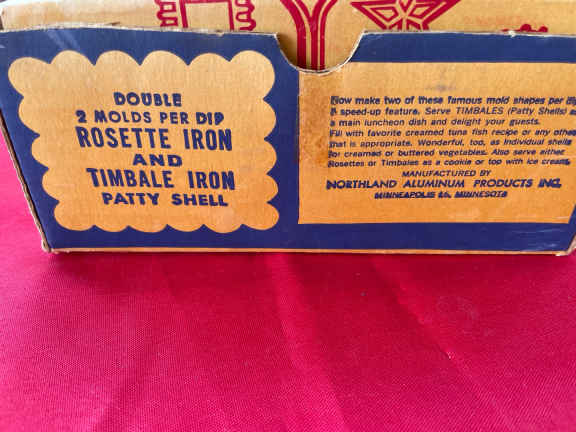 DOUBLE
2 MOLDS PER DIP
ROSETTE IRON
AND
TIMBALE IRON
PATTY SHELL
Now make two of these famous mold shapes per
speed-up feature. Serve TIMBALES (Patty Shells)
a main luncheon dish and delight your guests.
Fill with favorite creamed tuna fish recipe or any
that is appropriate. Wonderful, too, as individual shells
for creamed or buttered vegetables. Also serve either
Rosettes or Timbales as a cookie or top with ice cream.
MANUFACTURED BY
NORTHLAND ALUMINUM PRODUCTS INC.
MINNEAPOLIS 16, MINNESOTA